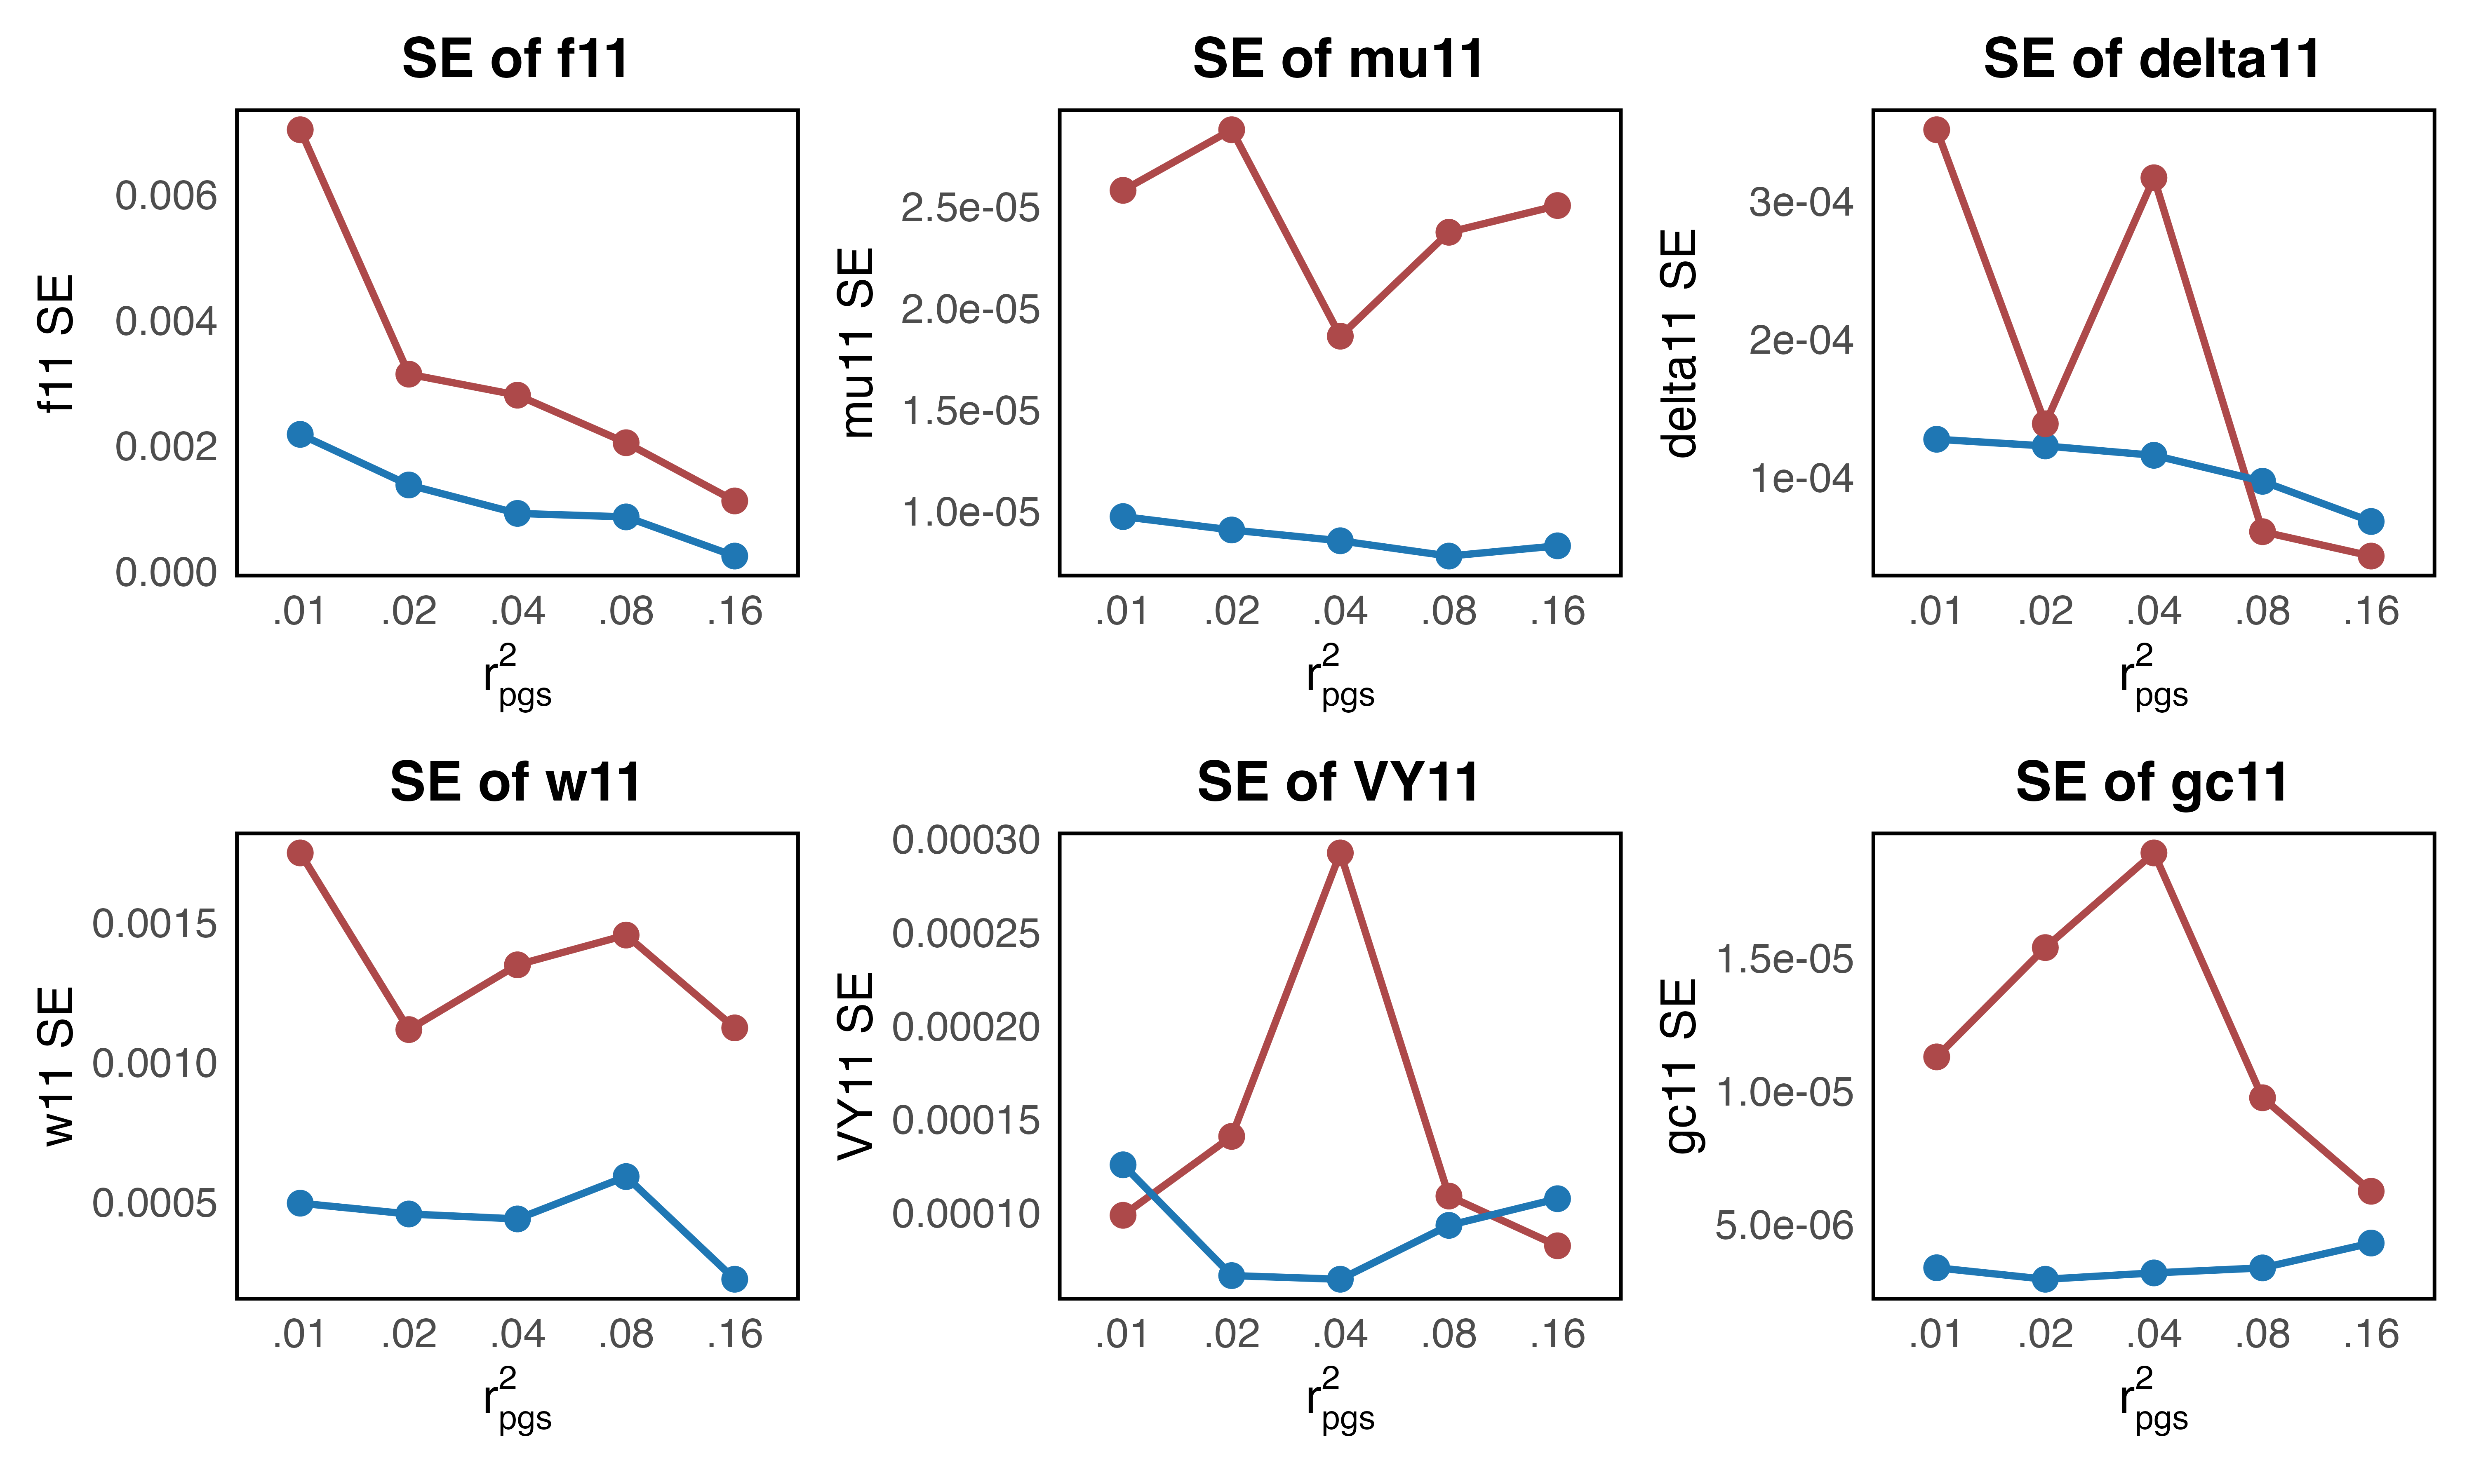 SE of f11
f11 SE
0.006
0.004
0.002
0.000
.01 .02 .04 .08 .16
r²pgs
SE of mu11
mu11 SE
2.5e-05
2.0e-05
1.5e-05
1.0e-05
.01 .02 .04 .08 .16
r²pgs
SE of delta11
delta11 SE
3e-04
2e-04
1e-04
.01 .02 .04 .08 .16
r²pgs
SE of w11
w11 SE
0.0015
0.0010
0.0005
.01 .02 .04 .08 .16
r²pgs
SE of VY11
VY11 SE
0.00030
0.00025
0.00020
0.00015
0.00010
.01 .02 .04 .08 .16
r²pgs
SE of gc11
gc11 SE
1.5e-05
1.0e-05
5.0e-06
.01 .02 .04 .08 .16
r²pgs